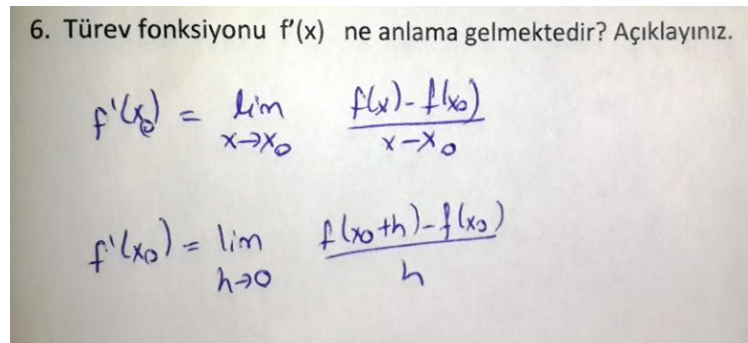 6. Türev fonksiyonu f'(x) ne anlama gelmektedir? Açıklayınız.
f'(x₀) = lim x→x₀ f(x)-f(x₀) / x-x₀
f'(x₀) = lim h→0 f(x₀+h)-f(x₀) / h